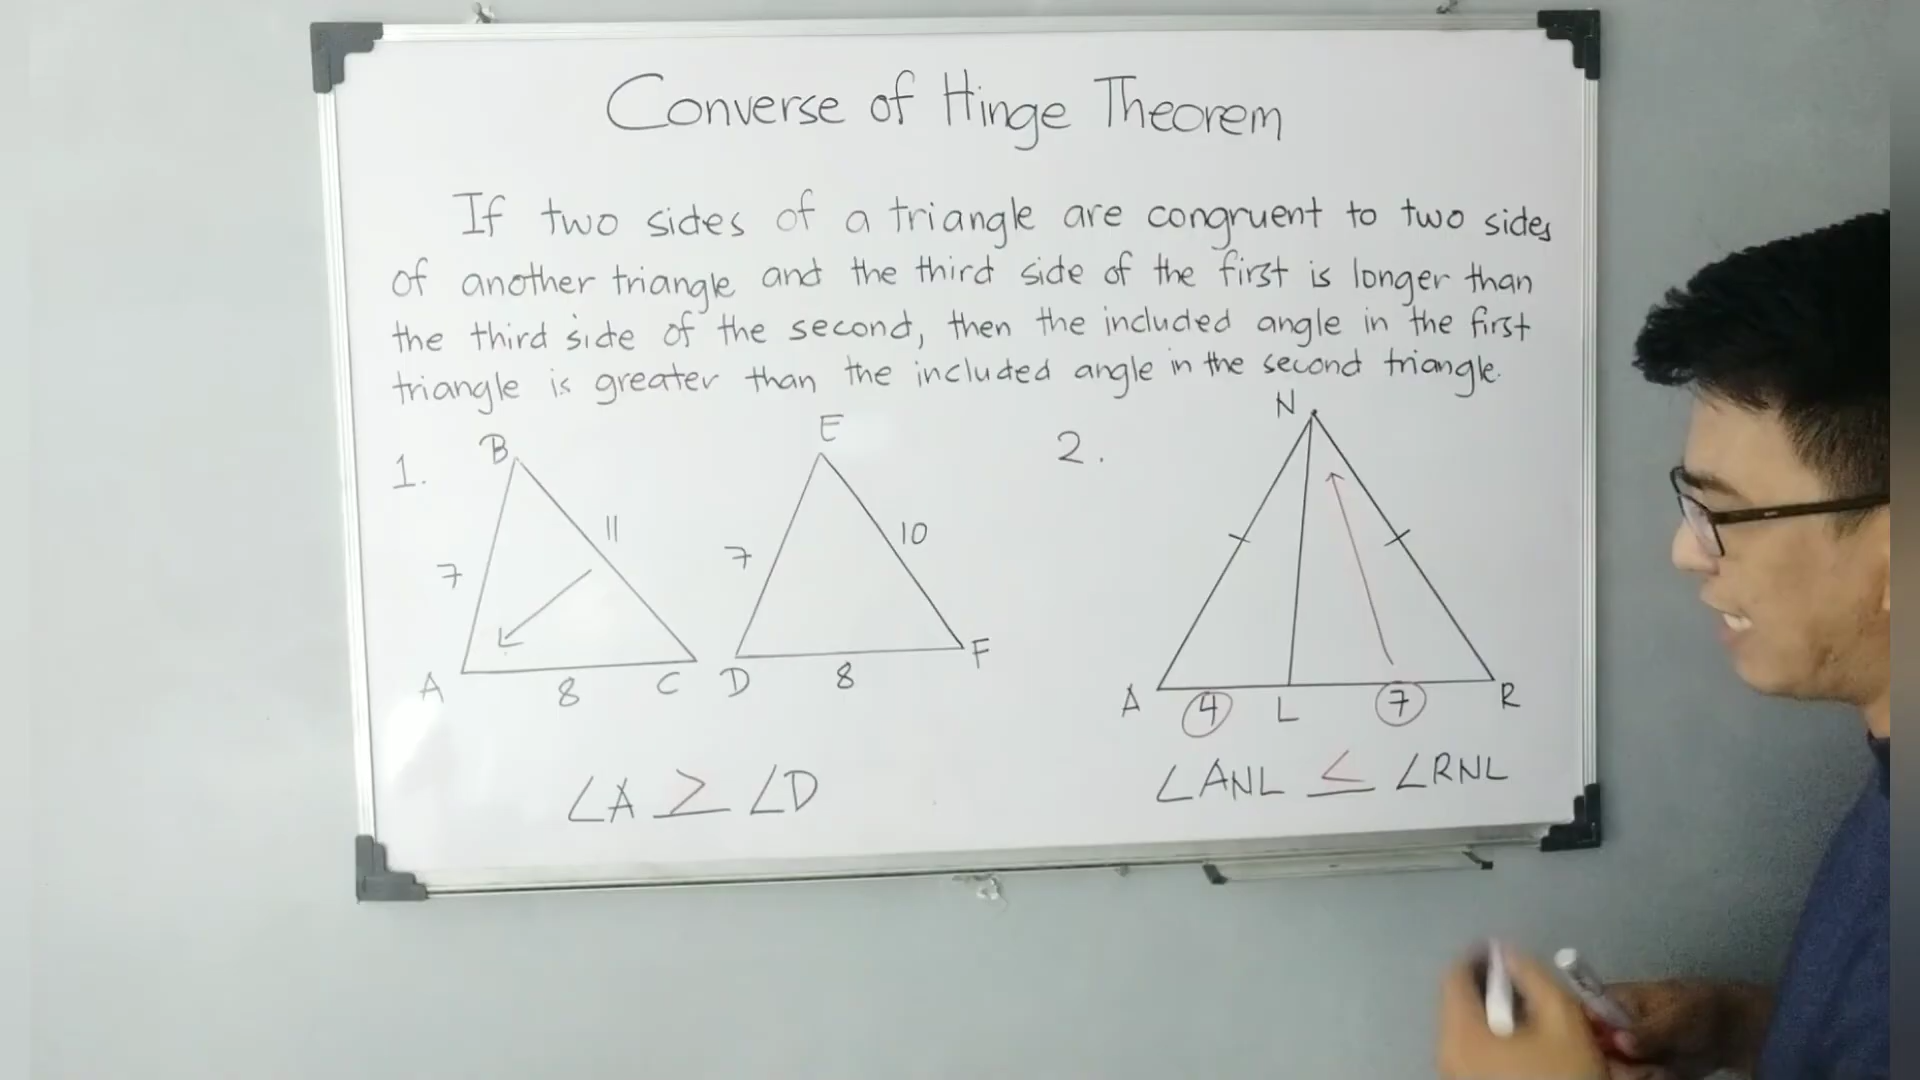 Converse of Hinge Theorem
If two sides of a triangle are congruent to two sides
of another triangle and the third side of the first is longer than
the third side of the second, then the included angle in the first
triangle is greater than the included angle in the second triangle.
1.
B
7
11
A
8
C
E
7
10
D
8
F
∠A > ∠D
2.
N
A
4
L
7
R
∠ANL < ∠RNL